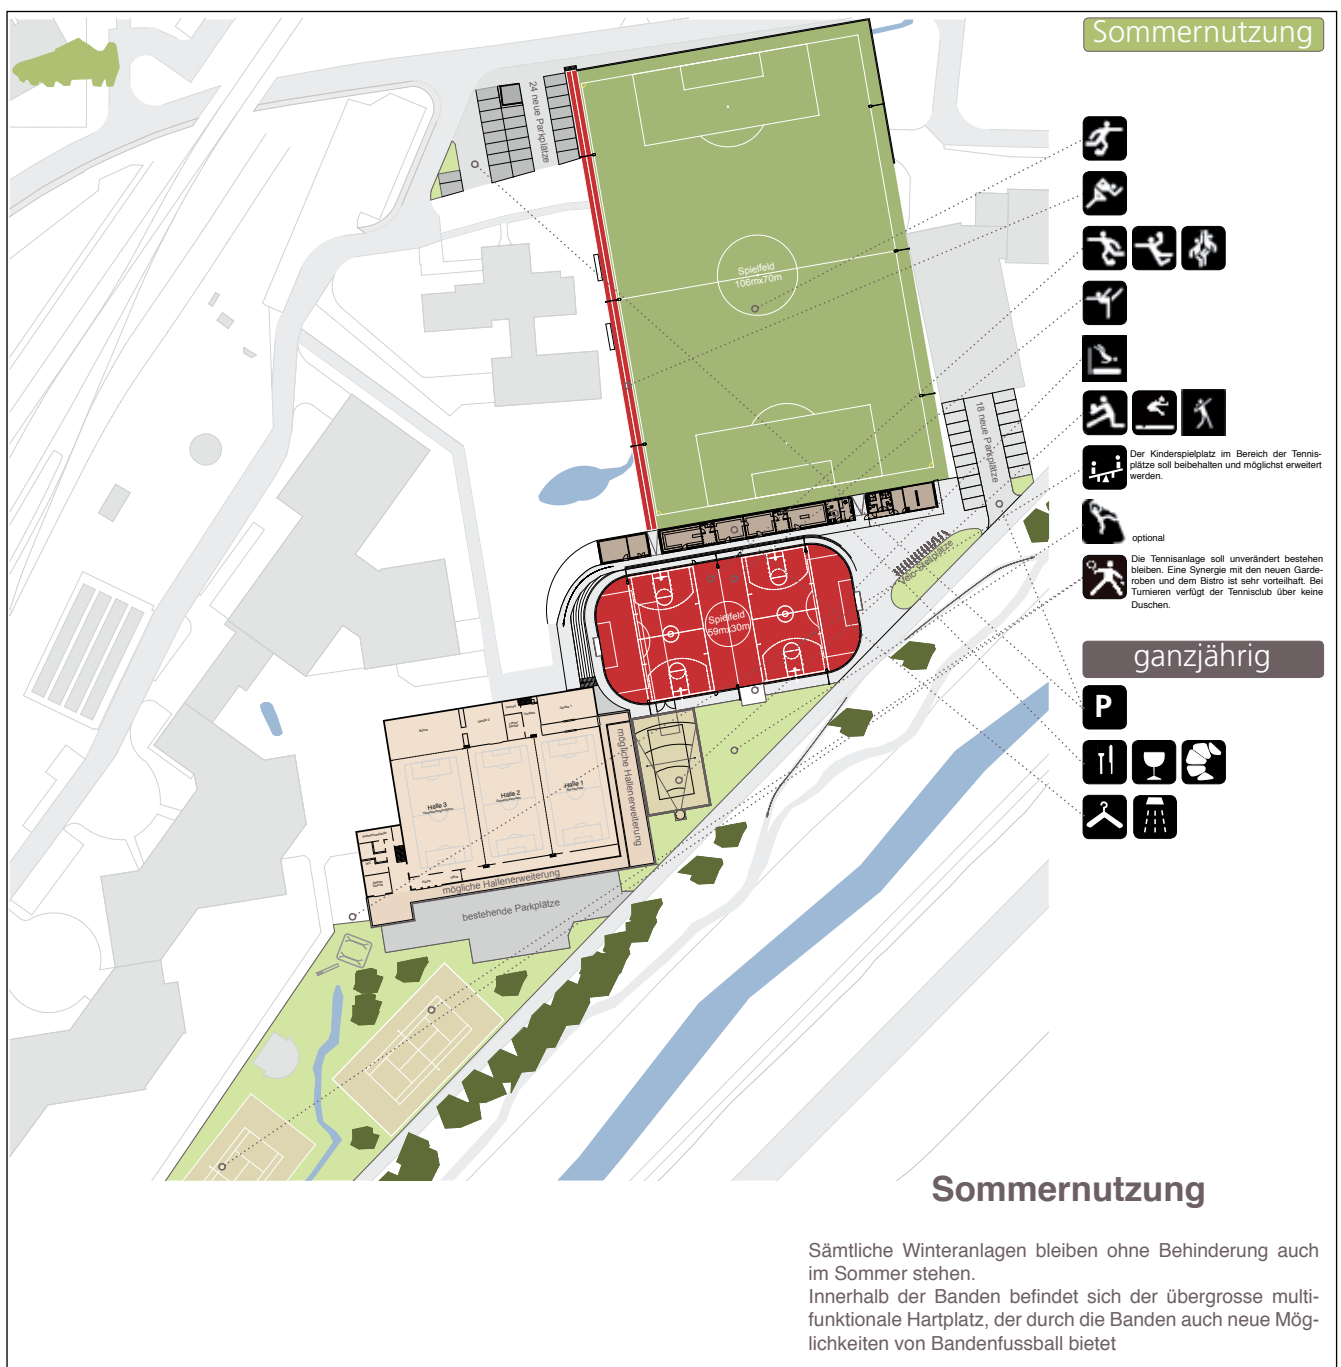 Sommernutzung
24 neue Parkplätze
Spielfeld
106mx70m
18 neue Parkplätze
Der Kinderspielplatz im Bereich der Tennis-
plätze soll beibehalten und möglichst erweitert
werden.
optional
Die Tennisanlage soll unverändert bestehen
bleiben. Eine Synergie mit den neuen Garde-
roben und dem Bistro ist sehr vorteilhaft. Bei
Turnieren verfügt der Tennisclub über keine
Duschen.
Velo-Stellplätze
Spielfeld
59mx30m
ganzjährig
P
mögliche Hallenerweiterung
Halle 1
Halle 2
Halle 3
mögliche Hallenerweiterung
bestehende Parkplätze
Sommernutzung
Sämtliche Winteranlagen bleiben ohne Behinderung auch
im Sommer stehen.
Innerhalb der Banden befindet sich der übergrosse multi-
funktionale Hartplatz, der durch die Banden auch neue Mög-
lichkeiten von Bandenfussball bietet